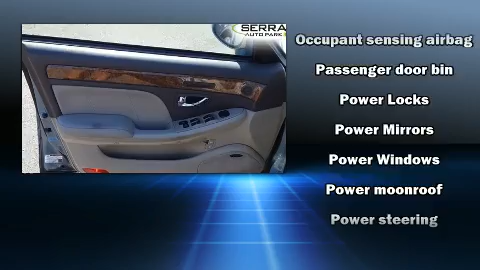 SERRA
AUTO PARK
Occupant sensing airbag
Passenger door bin
Power Locks
Power Mirrors
Power Windows
Power moonroof
Power steering